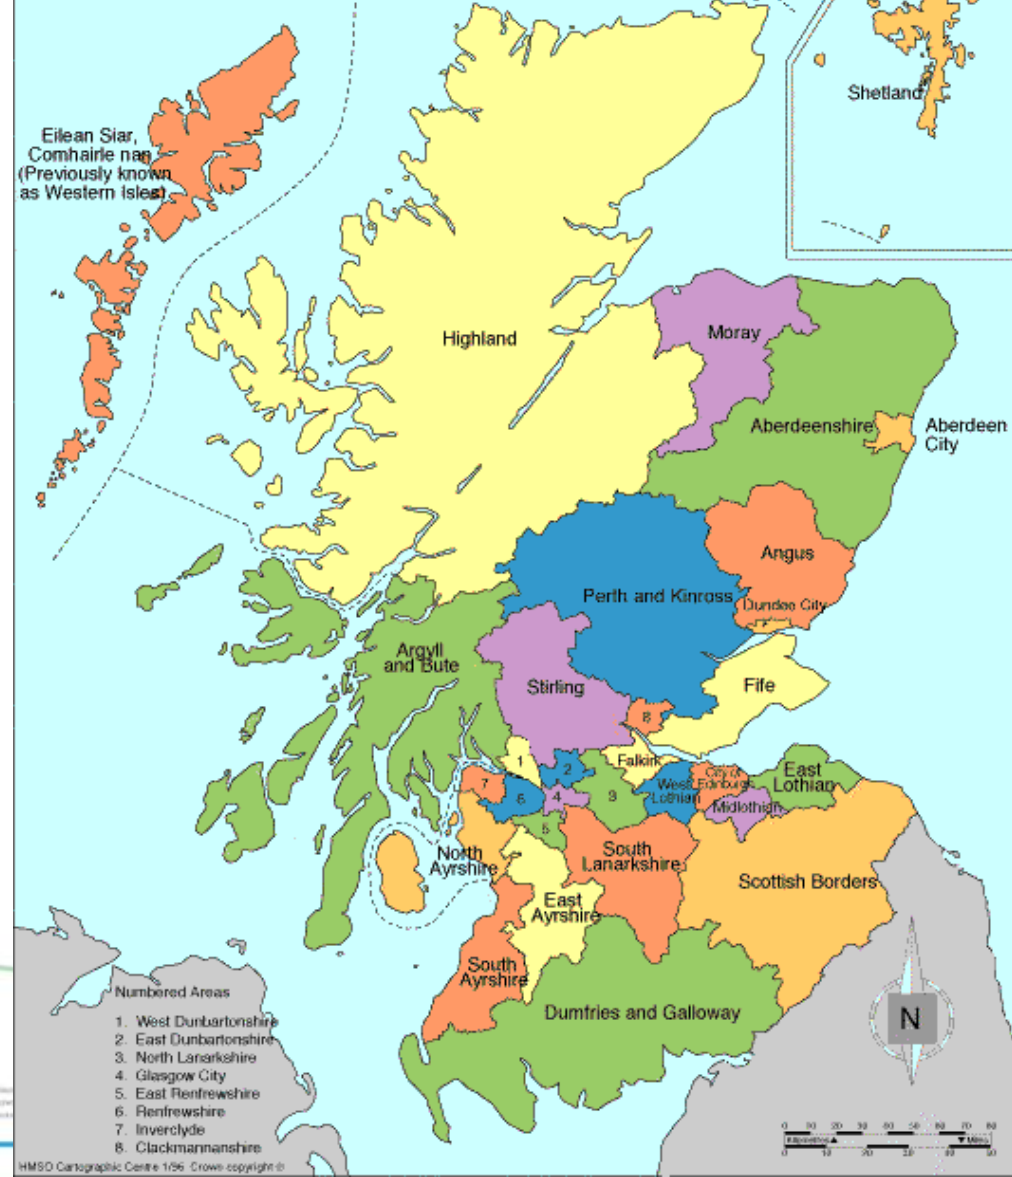 Shetland
Eilean Siar,
Comhairle nan
(Previously known
as Western Isles)
Highland
Moray
Aberdeenshire
Aberdeen
City
Angus
Perth and Kinross
Dundee City
Argyll
and Bute
Stirling
Fife
8
1
2
Falkirk
7
6
4
3
West
Lothian
City of
Edinburgh
East
Lothian
Midlothian
5
North
Ayrshire
South
Lanarkshire
Scottish Borders
East
Ayrshire
South
Ayrshire
Dumfries and Galloway
N
Numbered Areas
1. West Dunbartonshire
2. East Dunbartonshire
3. North Lanarkshire
4. Glasgow City
5. East Renfrewshire
6. Renfrewshire
7. Inverclyde
8. Clackmannanshire
HMSO Cartographic Centre 1/96 Crown copyright ©
Kilometres Miles